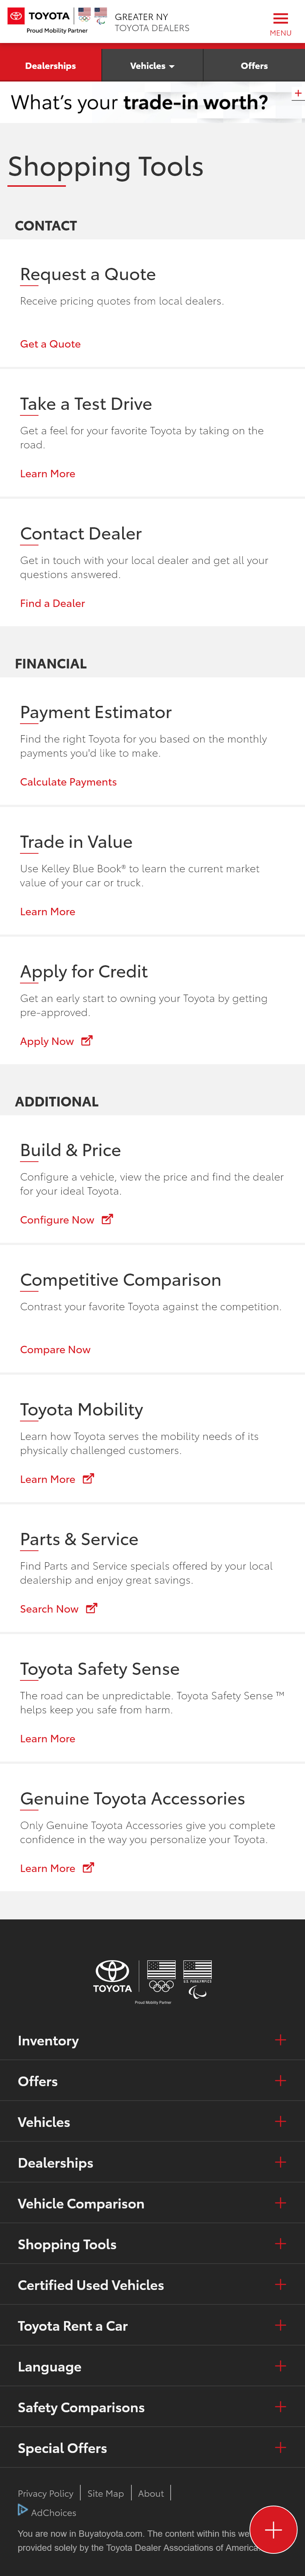 TOYOTA
Proud Mobility Partner
GREATER NY
TOYOTA DEALERS
MENU
Dealerships
Vehicles
Offers
What's your trade-in worth?
Shopping Tools
CONTACT
Request a Quote
Receive pricing quotes from local dealers.
Get a Quote
Take a Test Drive
Get a feel for your favorite Toyota by taking on the
road.
Learn More
Contact Dealer
Get in touch with your local dealer and get all your
questions answered.
Find a Dealer
FINANCIAL
Payment Estimator
Find the right Toyota for you based on the monthly
payments you'd like to make.
Calculate Payments
Trade in Value
Use Kelley Blue Book® to learn the current market
value of your car or truck.
Learn More
Apply for Credit
Get an early start to owning your Toyota by getting
pre-approved.
Apply Now
ADDITIONAL
Build & Price
Configure a vehicle, view the price and find the dealer
for your ideal Toyota.
Configure Now
Competitive Comparison
Contrast your favorite Toyota against the competition.
Compare Now
Toyota Mobility
Learn how Toyota serves the mobility needs of its
physically challenged customers.
Learn More
Parts & Service
Find Parts and Service specials offered by your local
dealership and enjoy great savings.
Search Now
Toyota Safety Sense
The road can be unpredictable. Toyota Safety Sense ™
helps keep you safe from harm.
Learn More
Genuine Toyota Accessories
Only Genuine Toyota Accessories give you complete
confidence in the way you personalize your Toyota.
Learn More
TOYOTA
U.S. PARALYMPICS
Proud Mobility Partner
Inventory
Offers
Vehicles
Dealerships
Vehicle Comparison
Shopping Tools
Certified Used Vehicles
Toyota Rent a Car
Language
Safety Comparisons
Special Offers
Privacy Policy
Site Map
About
AdChoices
You are now in Buyatoyota.com. The content within this
provided solely by the Toyota Dealer Associations of America.